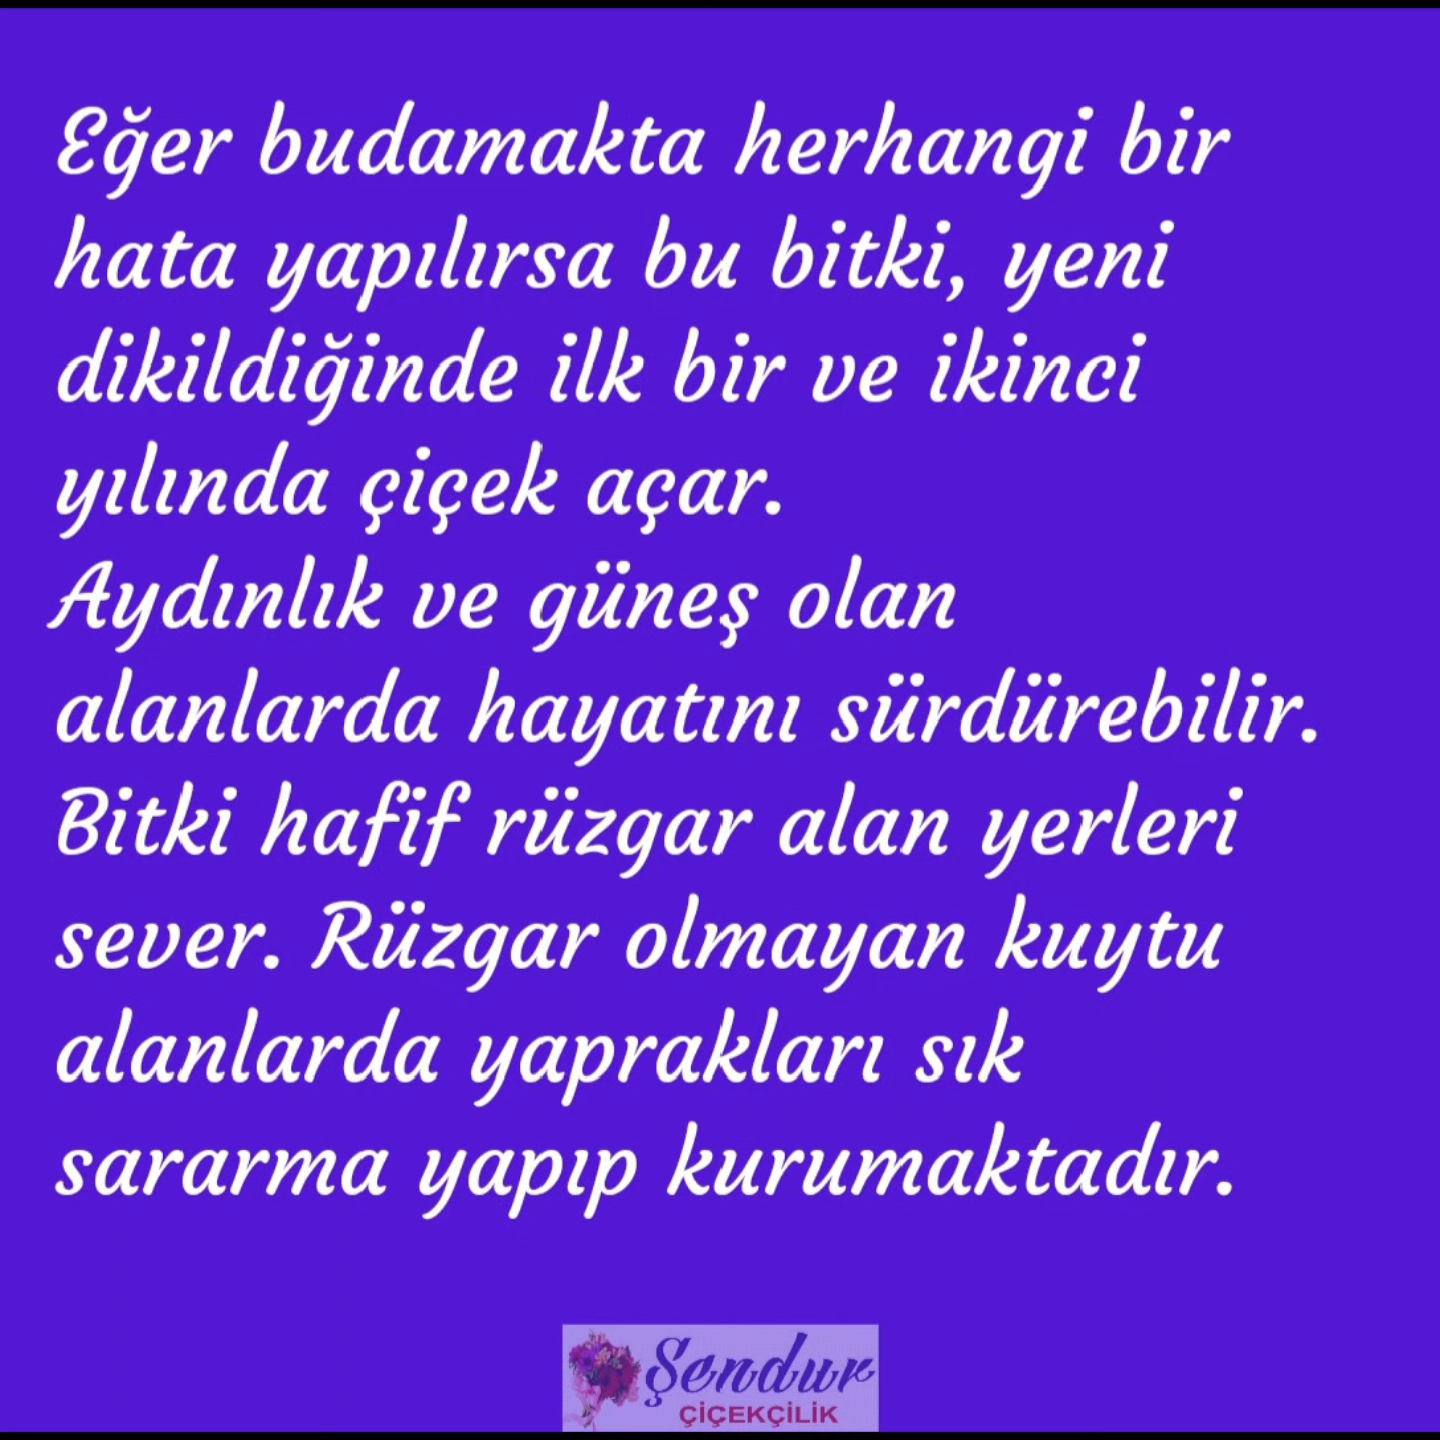 Eğer budamakta herhangi bir
hata yapılırsa bu bitki, yeni
dikildiğinde ilk bir ve ikinci
yılında çiçek açar.
Aydınlık ve güneş olan
alanlarda hayatını sürdürebilir.
Bitki hafif rüzgar alan yerleri
sever. Rüzgar olmayan kuytu
alanlarda yaprakları sık
sararma yapıp kurumaktadır.
Şendur
ÇİÇEKÇİLİK